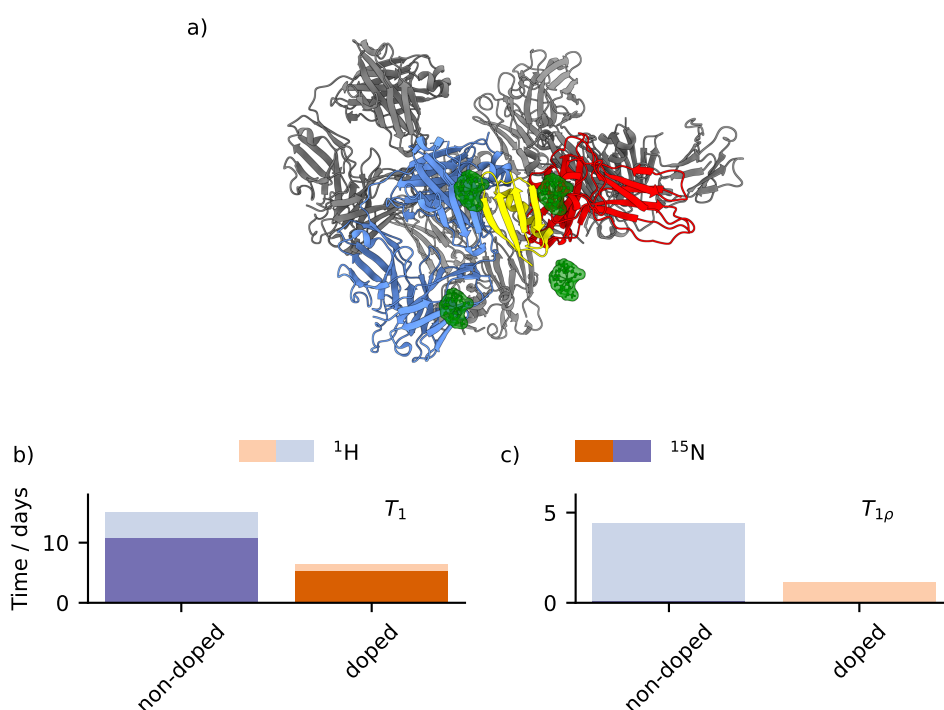 a)
b)
¹H
¹⁵N
c)
Time / days
10
0
T₁
non-doped
doped
5
0
T₁ρ
non-doped
doped